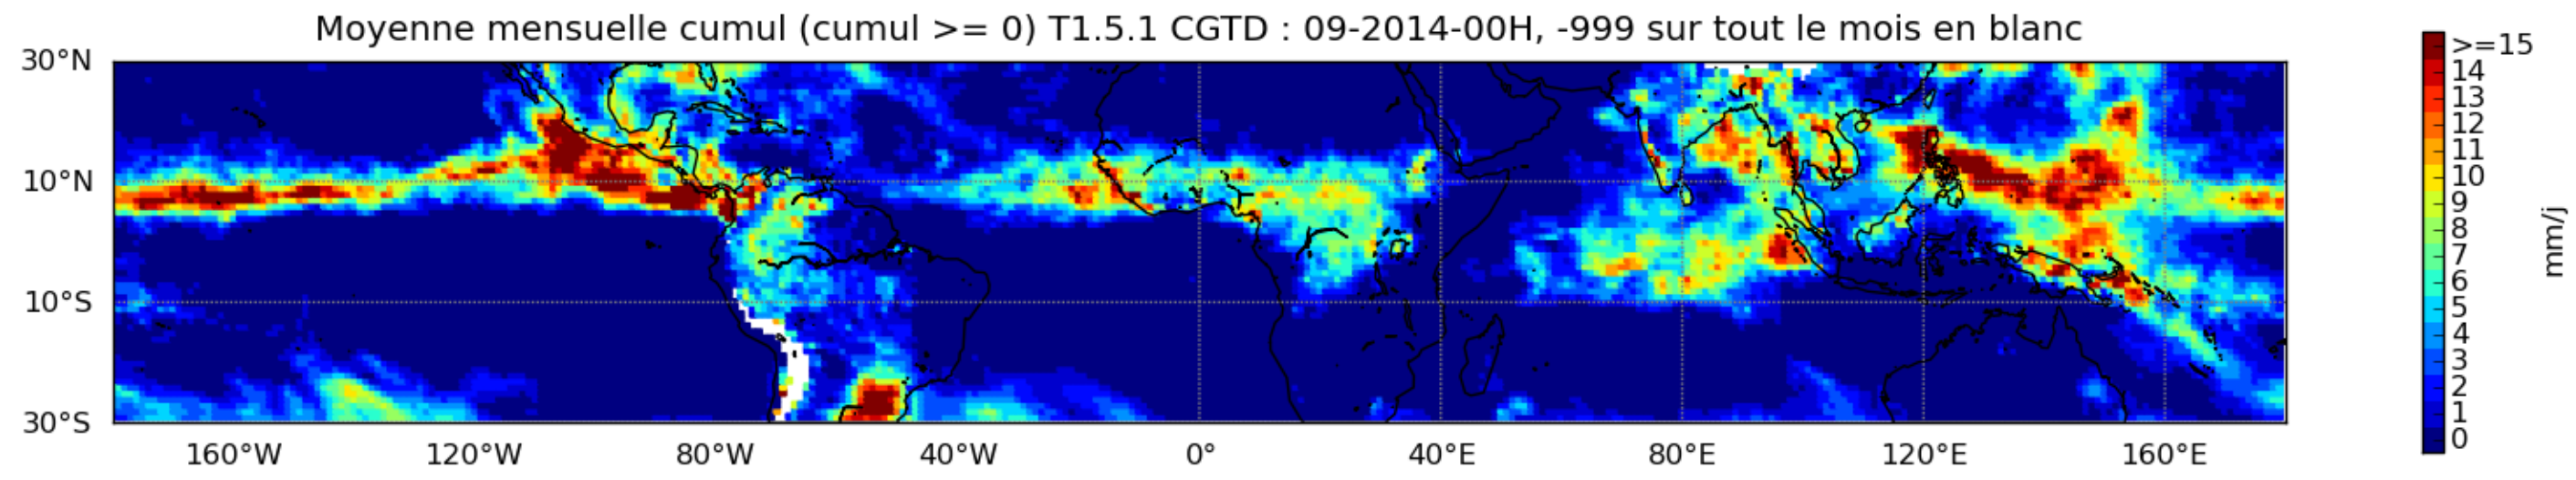 Moyenne mensuelle cumul (cumul >= 0) T1.5.1 CGTD : 09-2014-00H, -999 sur tout le mois en blanc
30°N
10°N
10°S
30°S
160°W
120°W
80°W
40°W
0°
40°E
80°E
120°E
160°E
>=15
14
13
12
11
10
9
8
7
6
5
4
3
2
1
0
mm/j